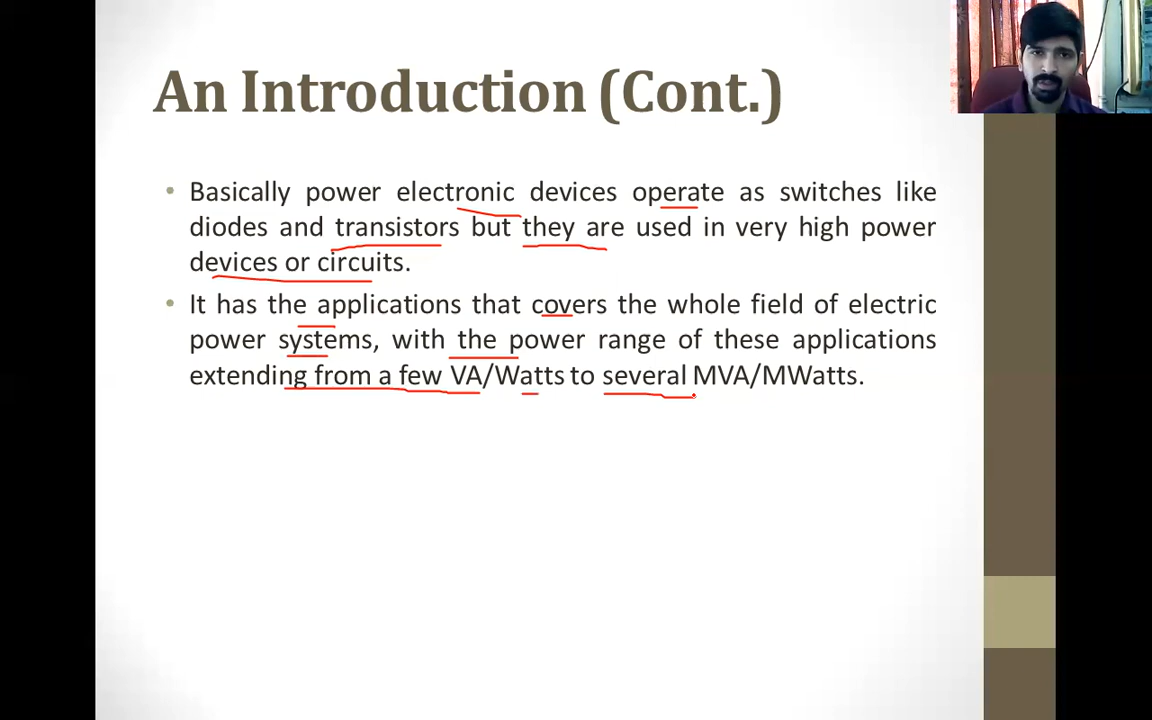 An Introduction (Cont.)
• Basically power electronic devices operate as switches like
diodes and transistors but they are used in very high power
devices or circuits.
• It has the applications that covers the whole field of electric
power systems, with the power range of these applications
extending from a few VA/Watts to several MVA/MWatts.